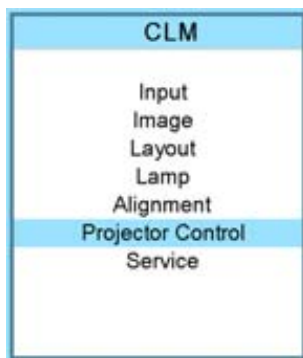 CLM
Input
Image
Layout
Lamp
Alignment
Projector Control
Service